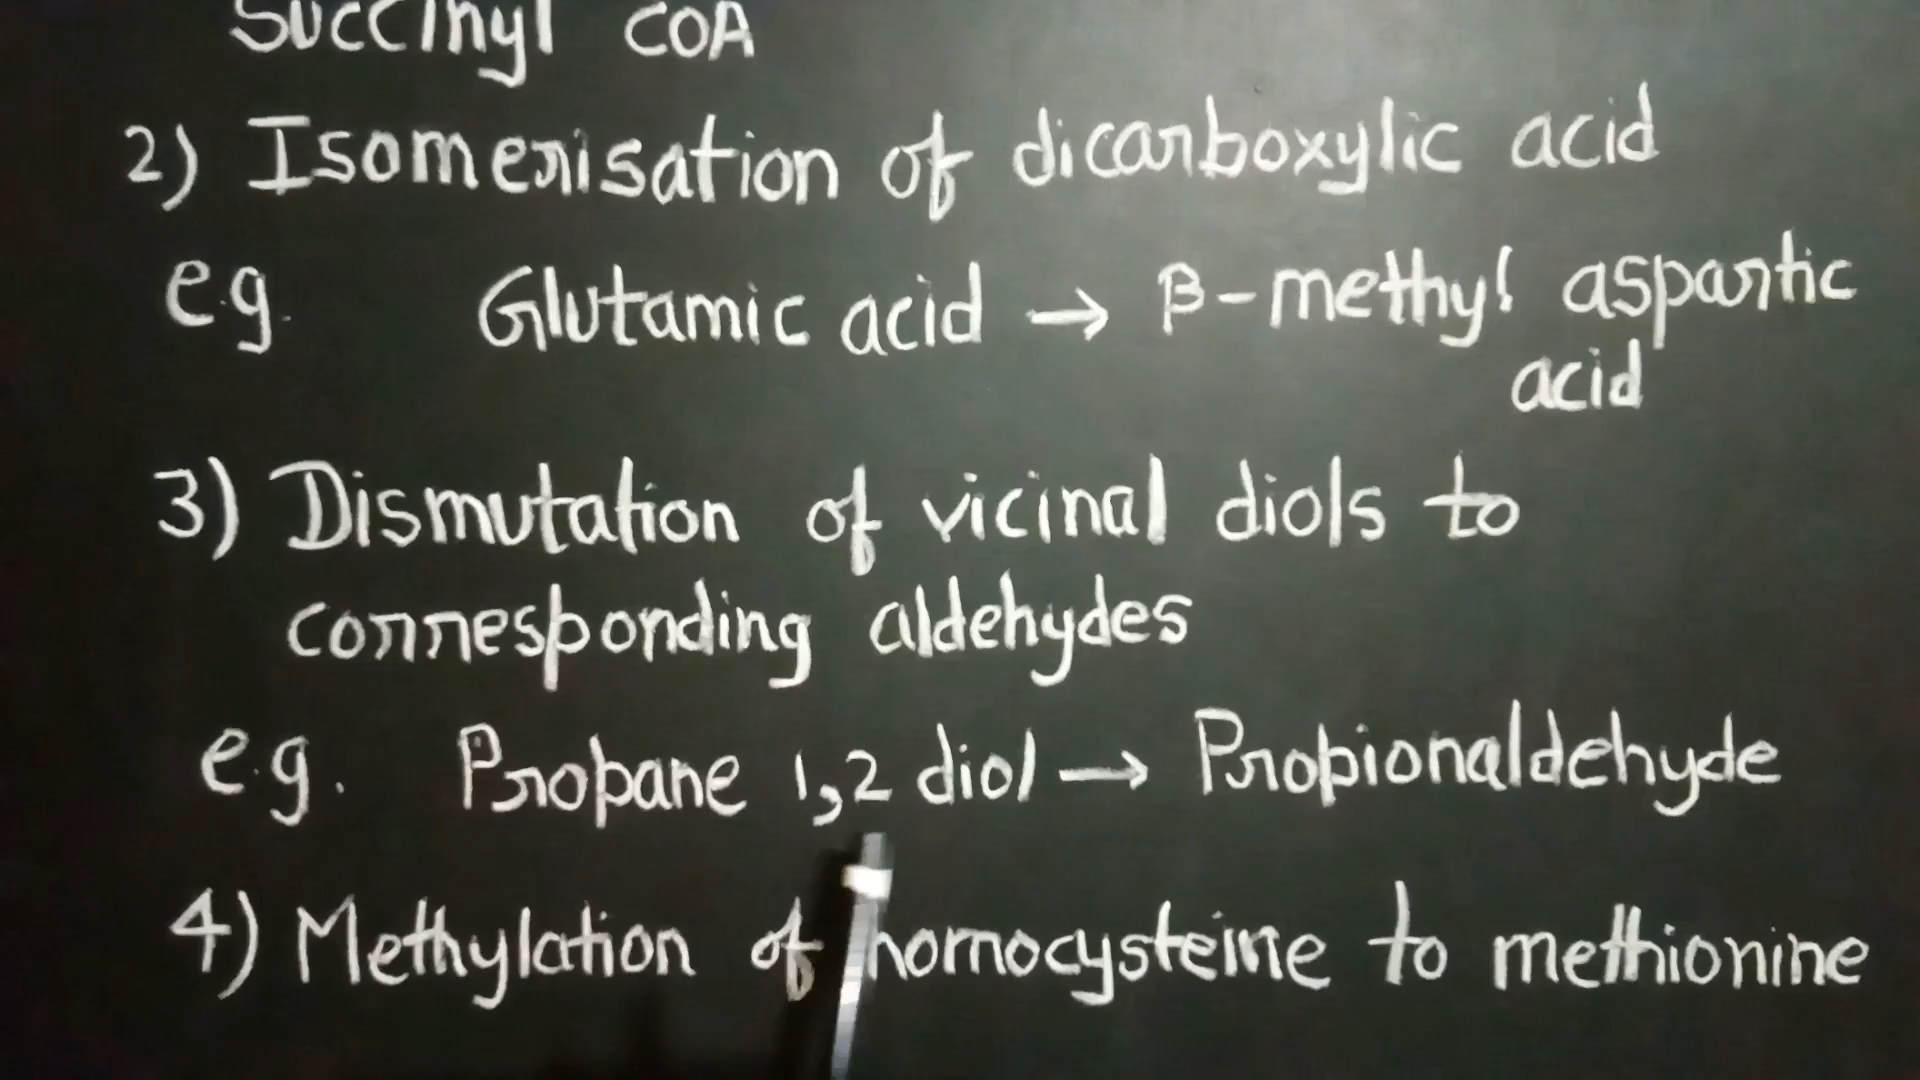 Succinyl COA
2) Isomerisation of dicarboxylic acid
e.g. Glutamic acid → β-methyl aspartic
acid
3) Dismutation of vicinal diols to
corresponding aldehydes
e.g. Propane 1,2 diol → Propionaldehyde
4) Methylation of homocysteine to methionine